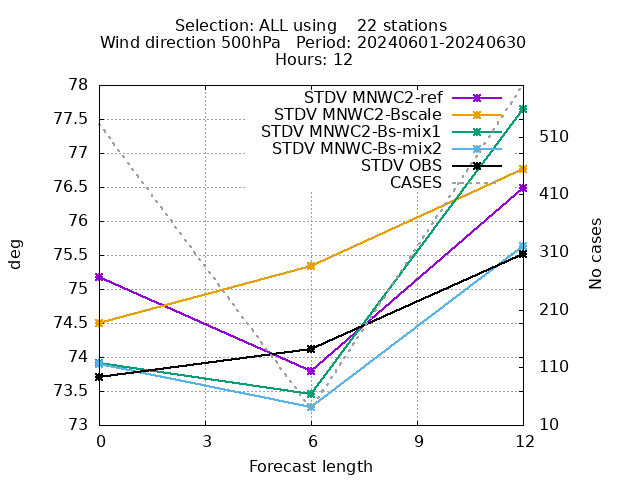 Selection: ALL using    22 stations
Wind direction 500hPa   Period: 20240601-20240630
Hours: 12
STDV MNWC2-ref
STDV MNWC2-Bscale
STDV MNWC2-Bs-mix1
STDV MNWC-Bs-mix2
STDV OBS
CASES
78
77.5
77
76.5
76
75.5
75
74.5
74
73.5
73
deg
510
410
310
210
110
10
No cases
0 3 6 9 12
Forecast length